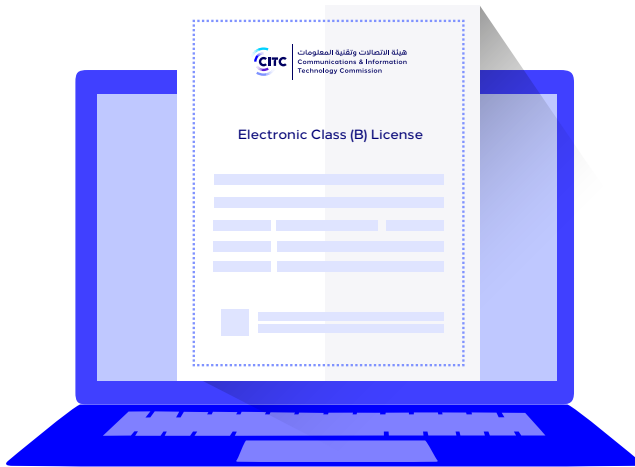 CITC
هيئة الاتصالات وتقنية المعلومات
Communications & Information
Technology Commission
Electronic Class (B) License